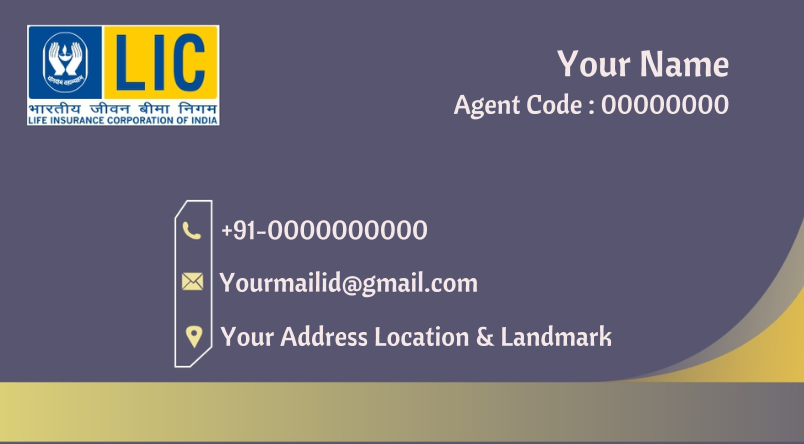 LIC
भारतीय जीवन बीमा निगम
LIFE INSURANCE CORPORATION OF INDIA
Your Name
Agent Code : 00000000
+91-0000000000
Yourmailid@gmail.com
Your Address Location & Landmark